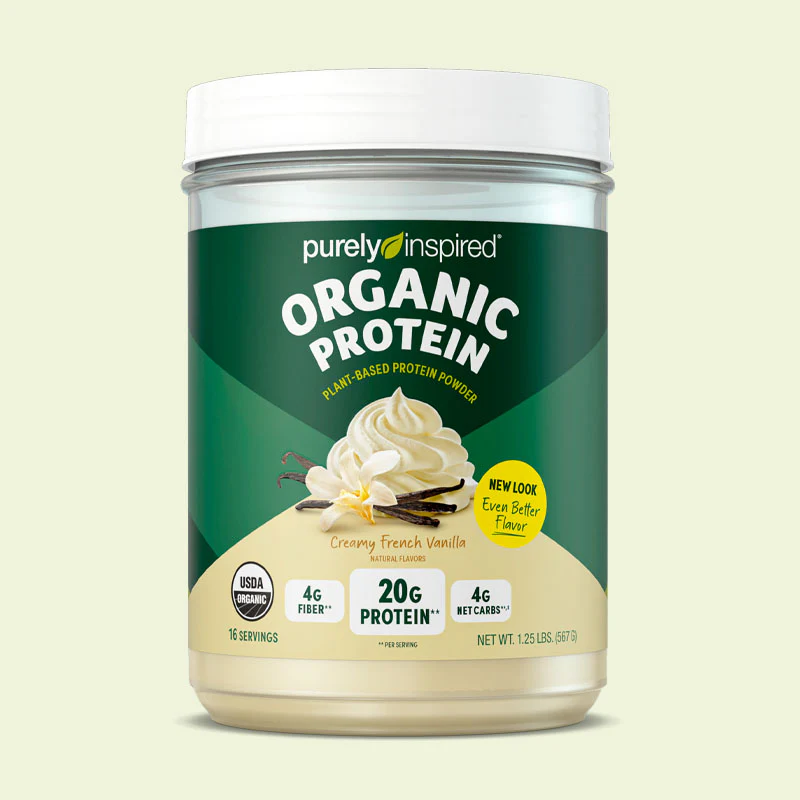 purely inspired®
ORGANIC
PROTEIN
PLANT-BASED PROTEIN POWDER
NEW LOOK
Even Better
Flavor
Creamy French Vanilla
NATURAL FLAVORS
USDA
ORGANIC
4G
FIBER**
20G
PROTEIN**
4G
NET CARBS**,‡
16 SERVINGS
** PER SERVING
NET WT. 1.25 LBS. (567 G)